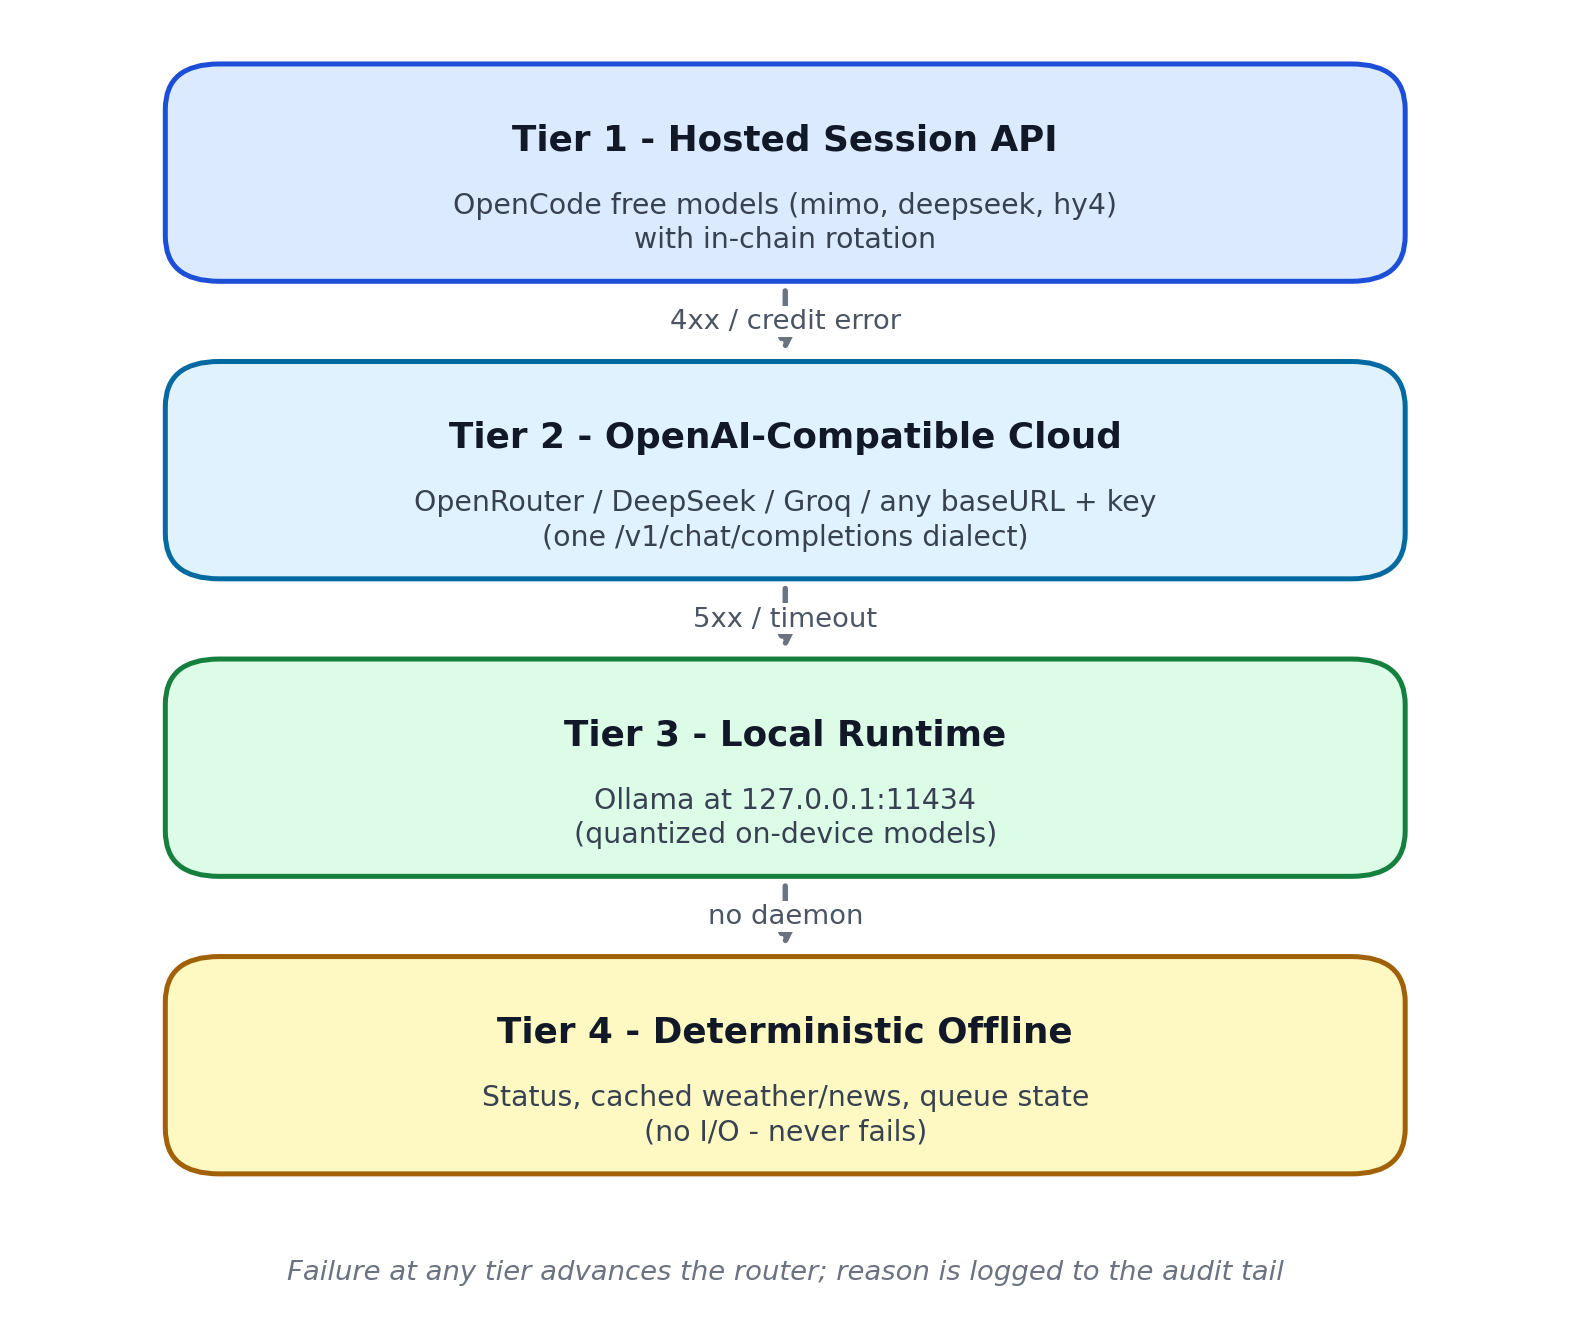 Tier 1 - Hosted Session API
OpenCode free models (mimo, deepseek, hy4)
with in-chain rotation
4xx / credit error
Tier 2 - OpenAI-Compatible Cloud
OpenRouter / DeepSeek / Groq / any baseURL + key
(one /v1/chat/completions dialect)
5xx / timeout
Tier 3 - Local Runtime
Ollama at 127.0.0.1:11434
(quantized on-device models)
no daemon
Tier 4 - Deterministic Offline
Status, cached weather/news, queue state
(no I/O - never fails)
Failure at any tier advances the router; reason is logged to the audit tail